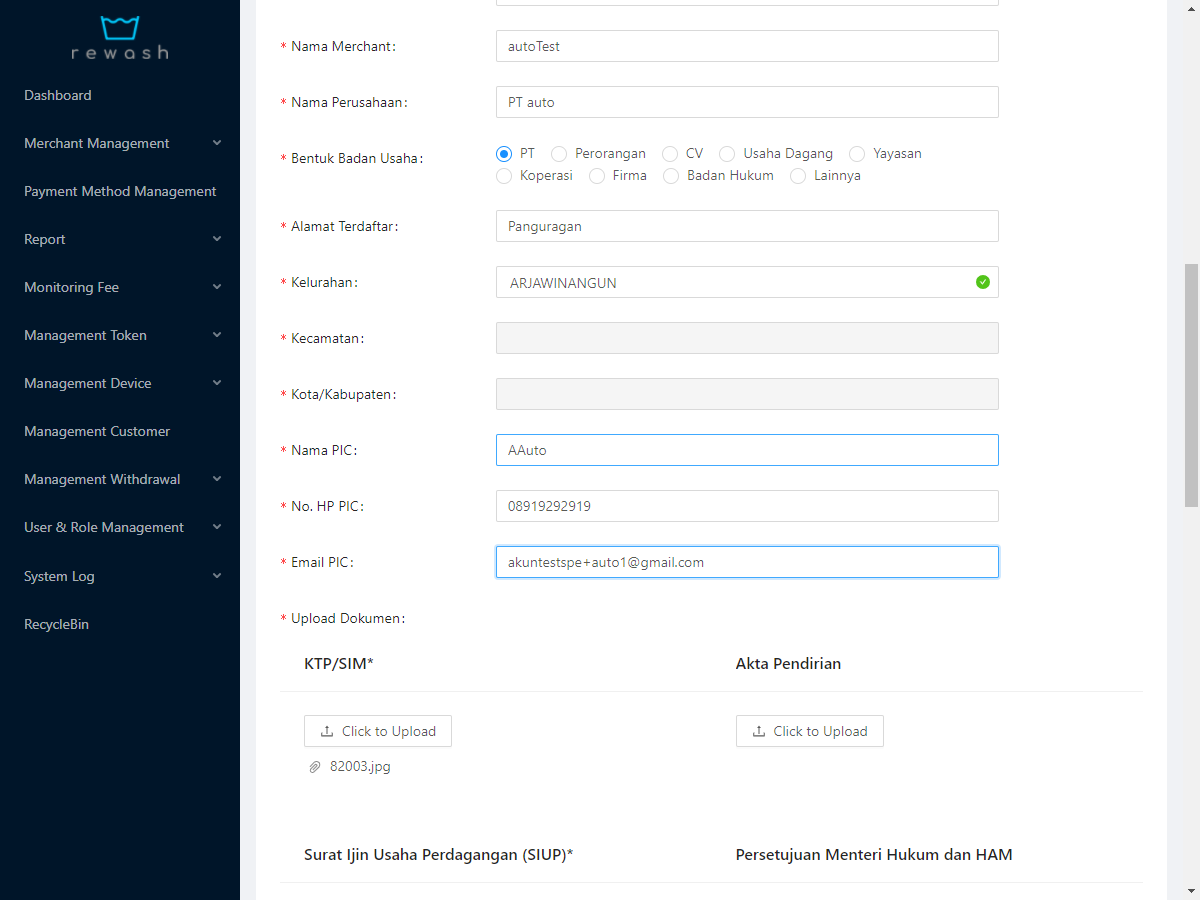 rewash
Dashboard
Merchant Management
Payment Method Management
Report
Monitoring Fee
Management Token
Management Device
Management Customer
Management Withdrawal
User & Role Management
System Log
RecycleBin
* Nama Merchant:
autoTest
* Nama Perusahaan:
PT auto
* Bentuk Badan Usaha:
PT Perorangan CV Usaha Dagang Yayasan
Koperasi Firma Badan Hukum Lainnya
* Alamat Terdaftar:
Panguragan
* Kelurahan:
ARJAWINANGUN
* Kecamatan:
* Kota/Kabupaten:
* Nama PIC:
AAuto
* No. HP PIC:
08919292919
* Email PIC:
akuntestspe+auto1@gmail.com
* Upload Dokumen:
KTP/SIM*
Akta Pendirian
Click to Upload
Click to Upload
82003.jpg
Surat Ijin Usaha Perdagangan (SIUP)*
Persetujuan Menteri Hukum dan HAM